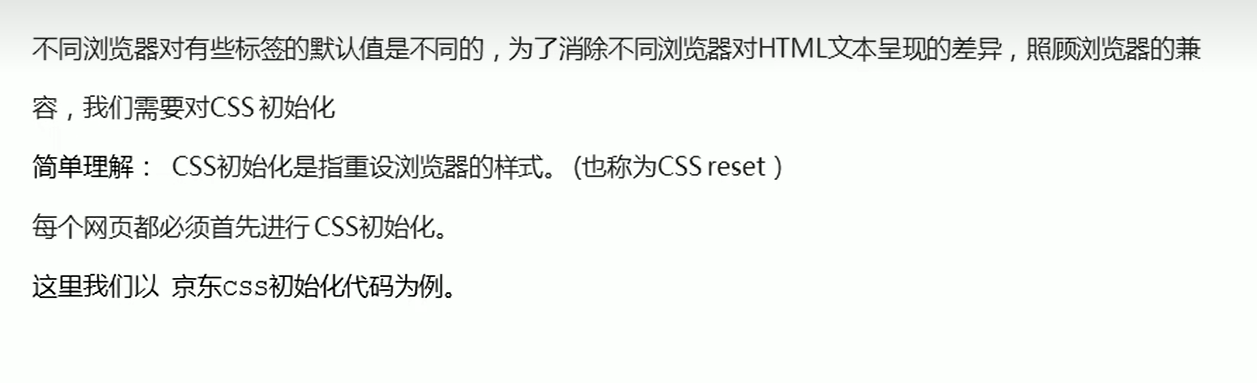 不同浏览器对有些标签的默认值是不同的，为了消除不同浏览器对HTML文本呈现的差异，照顾浏览器的兼
容，我们需要对CSS 初始化
简单理解： CSS初始化是指重设浏览器的样式。 (也称为CSS reset ）
每个网页都必须首先进行 CSS初始化。
这里我们以 京东css初始化代码为例。